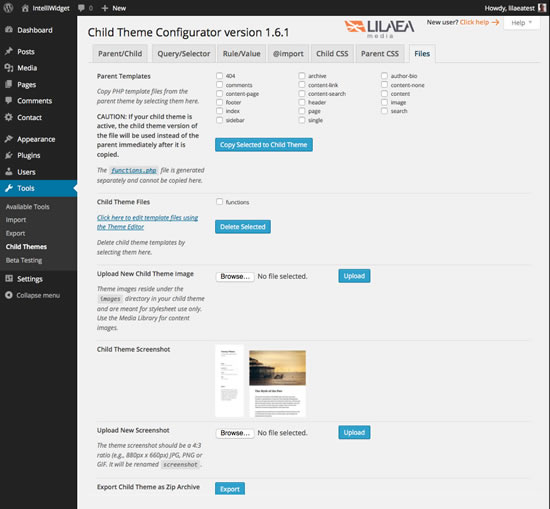 IntelliWidget 0 + New Howdy, lilaeatest
Dashboard
Posts
Media
Pages
Comments
Contact
Appearance
Plugins
Users
Tools
Available Tools
Import
Export
Child Themes
Beta Testing
Settings
Collapse menu
Child Theme Configurator version 1.6.1
LILAEA
media
New user? Click here
Help
Parent/Child Query/Selector Rule/Value @import Child CSS Parent CSS Files
Parent Templates
Copy PHP template files from the
parent theme by selecting them here.
CAUTION: If your child theme is
active, the child theme version of
the file will be used instead of the
parent immediately after it is
copied.
The functions.php file is generated
separately and cannot be copied here.
404 archive author-bio
comments content-link content-none
content-page content-search content
footer header image
index page search
sidebar single
Copy Selected to Child Theme
Child Theme Files
Click here to edit template files using
the Theme Editor
Delete child theme templates by
selecting them here.
functions
Delete Selected
Upload New Child Theme Image
Theme images reside under the
images directory in your child theme
and are meant for stylesheet use only.
Use the Media Library for content
images.
Browse... No file selected. Upload
Child Theme Screenshot
Upload New Screenshot
The theme screenshot should be a 4:3
ratio (e.g., 880px x 660px) JPG, PNG or
GIF. It will be renamed screenshot.
Browse... No file selected. Upload
Export Child Theme as Zip Archive
Export